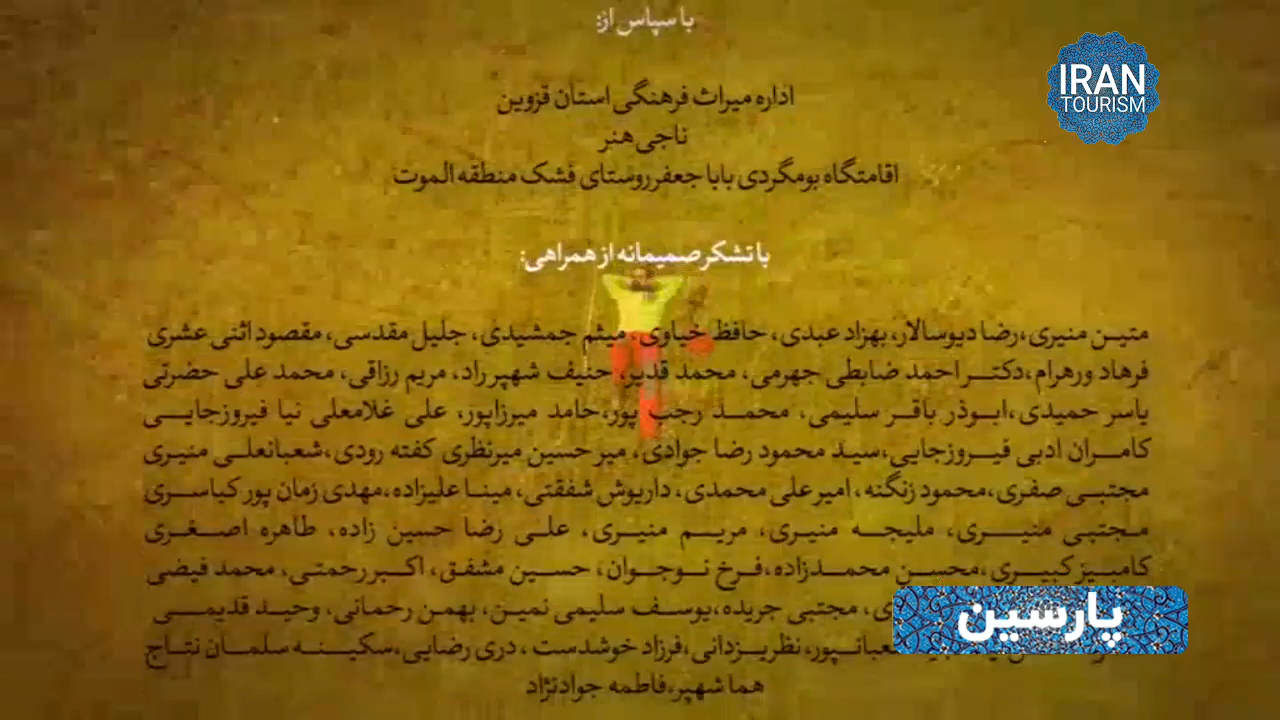 با سپاس از:
IRAN
TOURISM
اداره میراث فرهنگی استان قزوین
ناجی هنر
اقامتگاه بومگردی بابا جعفر روستای فشک منطقه الموت
با تشکر صمیمانه از همراهی:
متین منیری، رضا دیوسالار، بهزاد عبدی، حافظ خیاوی، میثم جمشیدی، جلیل مقدسی، مقصود اثنی عشری
فرهاد ورهرام، دکتر احمد ضابطی جهرمی، محمد قدیر، حنیف شهپرراد، مریم رزاقی، محمد علی حضرتی
یاسر حمیدی، ابوذر باقر سلیمی، محمد رجب پور، حامد میرزاپور، علی غلامعلی نیا فیروزجایی
کامران ادبی فیروزجایی، سید محمود رضا جوادی، میر حسین میرنظری کفته رودی، شعبانعلی منیری
مجتبی صفری، محمود زنگنه، امیر علی محمدی، داریوش شفقتی، مینا علیزاده، مهدی زمان پور کیاسری
مجتبی منیری، ملیجه منیری، مریم منیری، علی رضا حسین زاده، طاهره اصغری
کامبیز کبیری، محسن محمدزاده، فرخ نوجوان، حسین مشفق، اکبر رحمتی، محمد فیضی
مجتبی جریده، یوسف سلیمی نمین، بهمن رحمانی، وحید قدیمی
نظر یزدانی، فرزاد خوشدست، دری رضایی، سکینه سلمان نتاج
هما شهپر، فاطمه جوادنژاد
پارسین